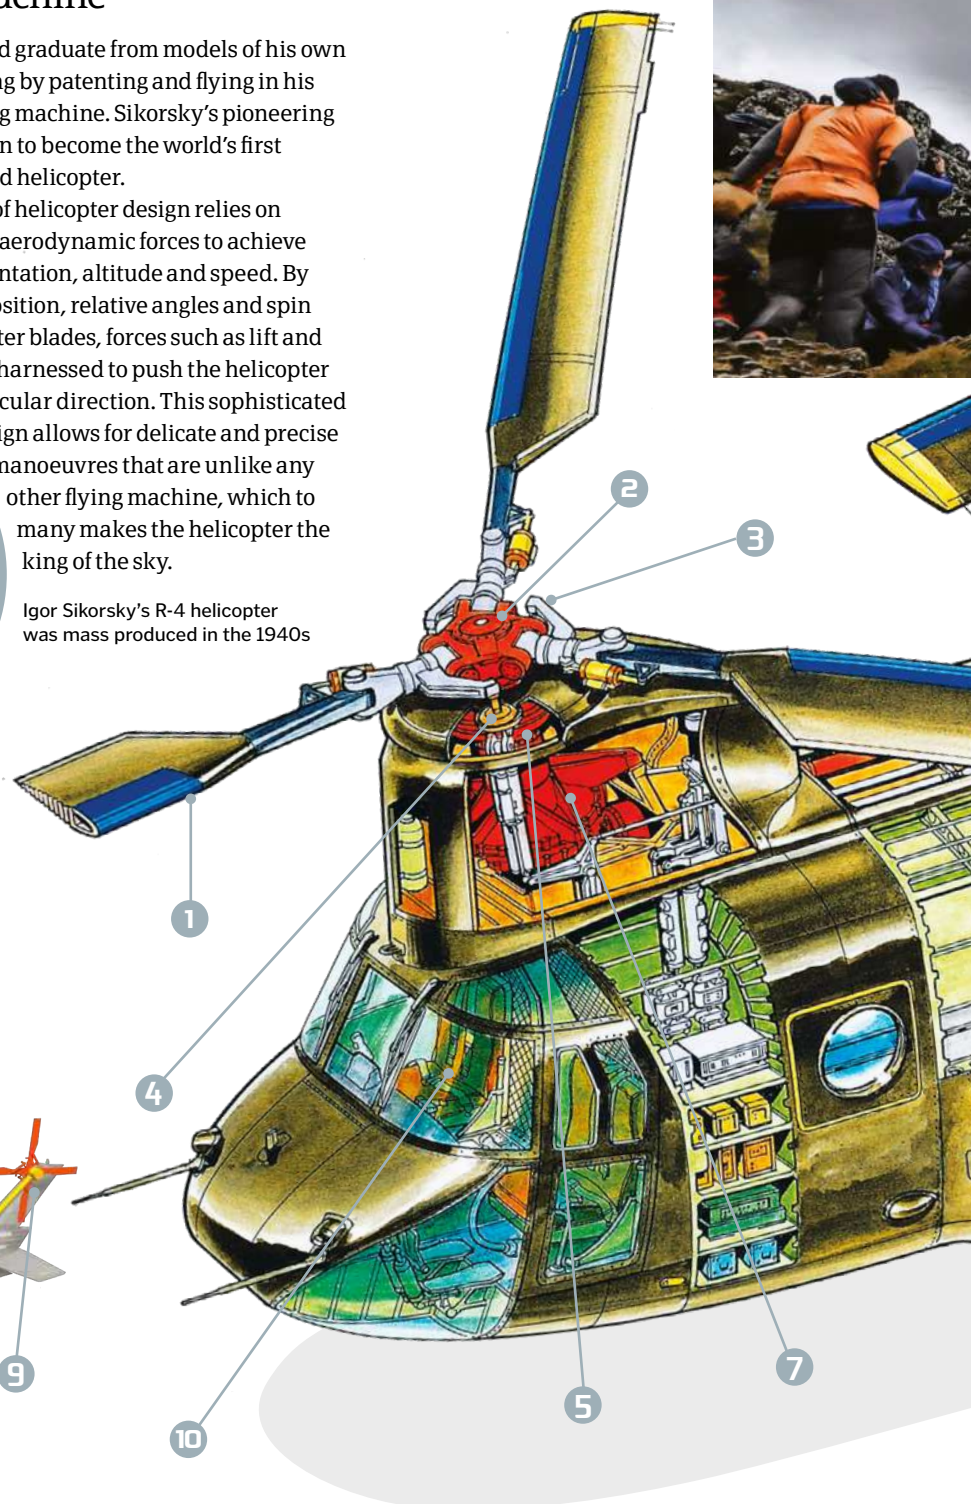 d graduate from models of his own
g by patenting and flying in his
g machine. Sikorsky's pioneering
n to become the world's first
d helicopter.
of helicopter design relies on
aerodynamic forces to achieve
ntation, altitude and speed. By
osition, relative angles and spin
ter blades, forces such as lift and
harnessed to push the helicopter
cular direction. This sophisticated
ign allows for delicate and precise
manoeuvres that are unlike any
other flying machine, which to
many makes the helicopter the
king of the sky.
Igor Sikorsky's R-4 helicopter
was mass produced in the 1940s
2
3
1
4
9
10
5
7